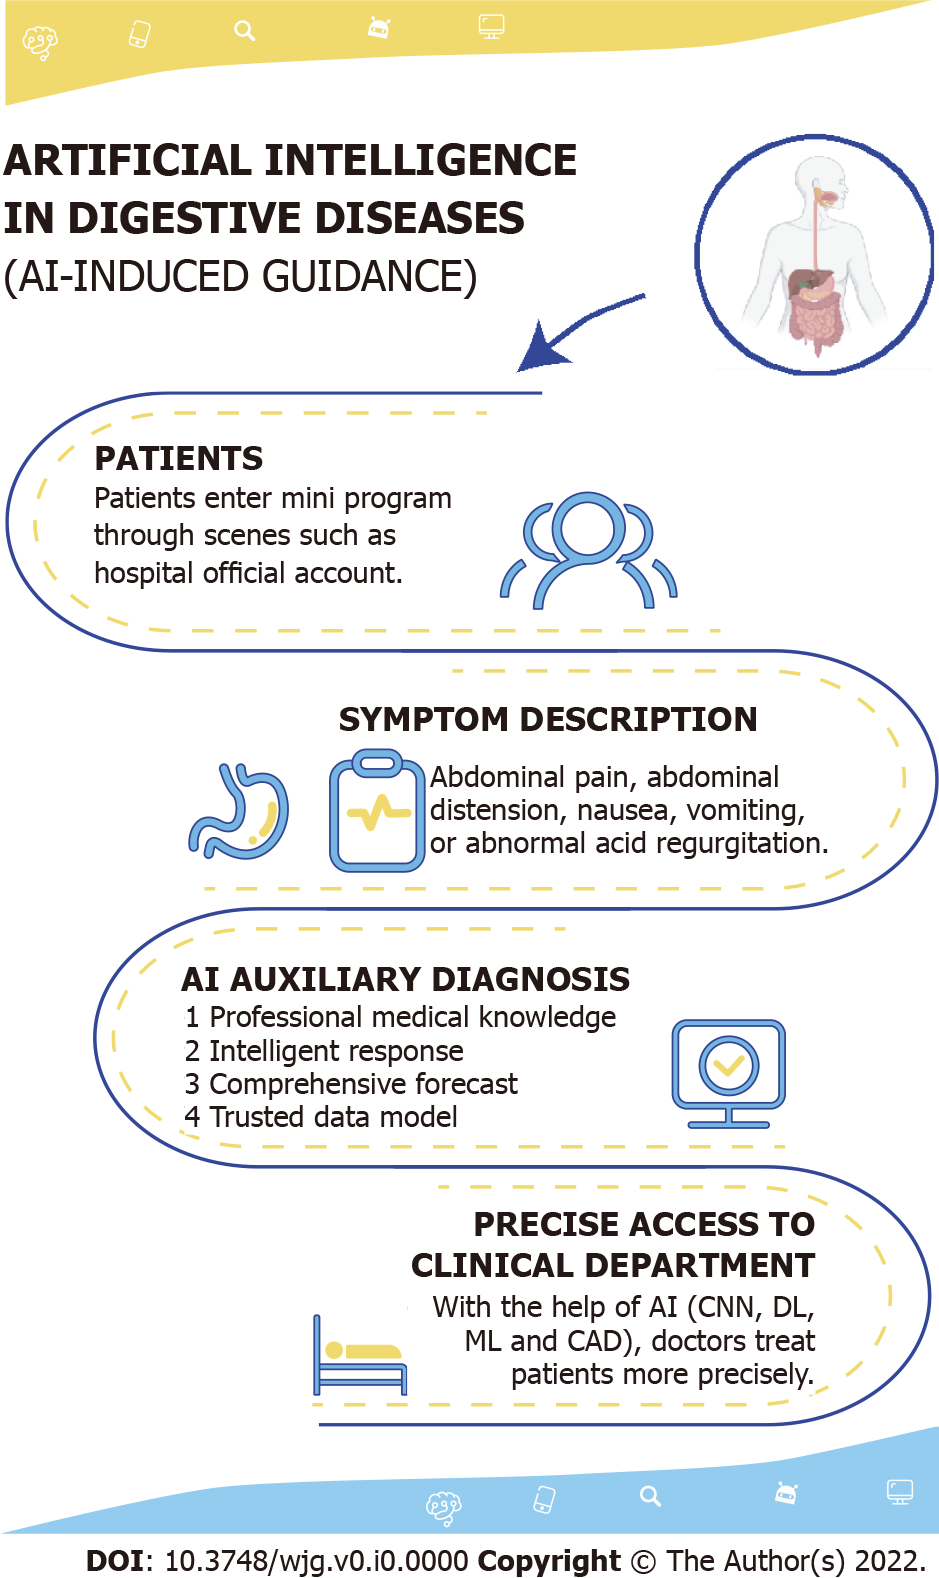 ARTIFICIAL INTELLIGENCE
IN DIGESTIVE DISEASES
(AI-INDUCED GUIDANCE)
PATIENTS
Patients enter mini program
through scenes such as
hospital official account.
SYMPTOM DESCRIPTION
Abdominal pain, abdominal
distension, nausea, vomiting,
or abnormal acid regurgitation.
AI AUXILIARY DIAGNOSIS
1 Professional medical knowledge
2 Intelligent response
3 Comprehensive forecast
4 Trusted data model
PRECISE ACCESS TO
CLINICAL DEPARTMENT
With the help of AI (CNN, DL,
ML and CAD), doctors treat
patients more precisely.
DOI: 10.3748/wjg.v0.i0.0000 Copyright © The Author(s) 2022.